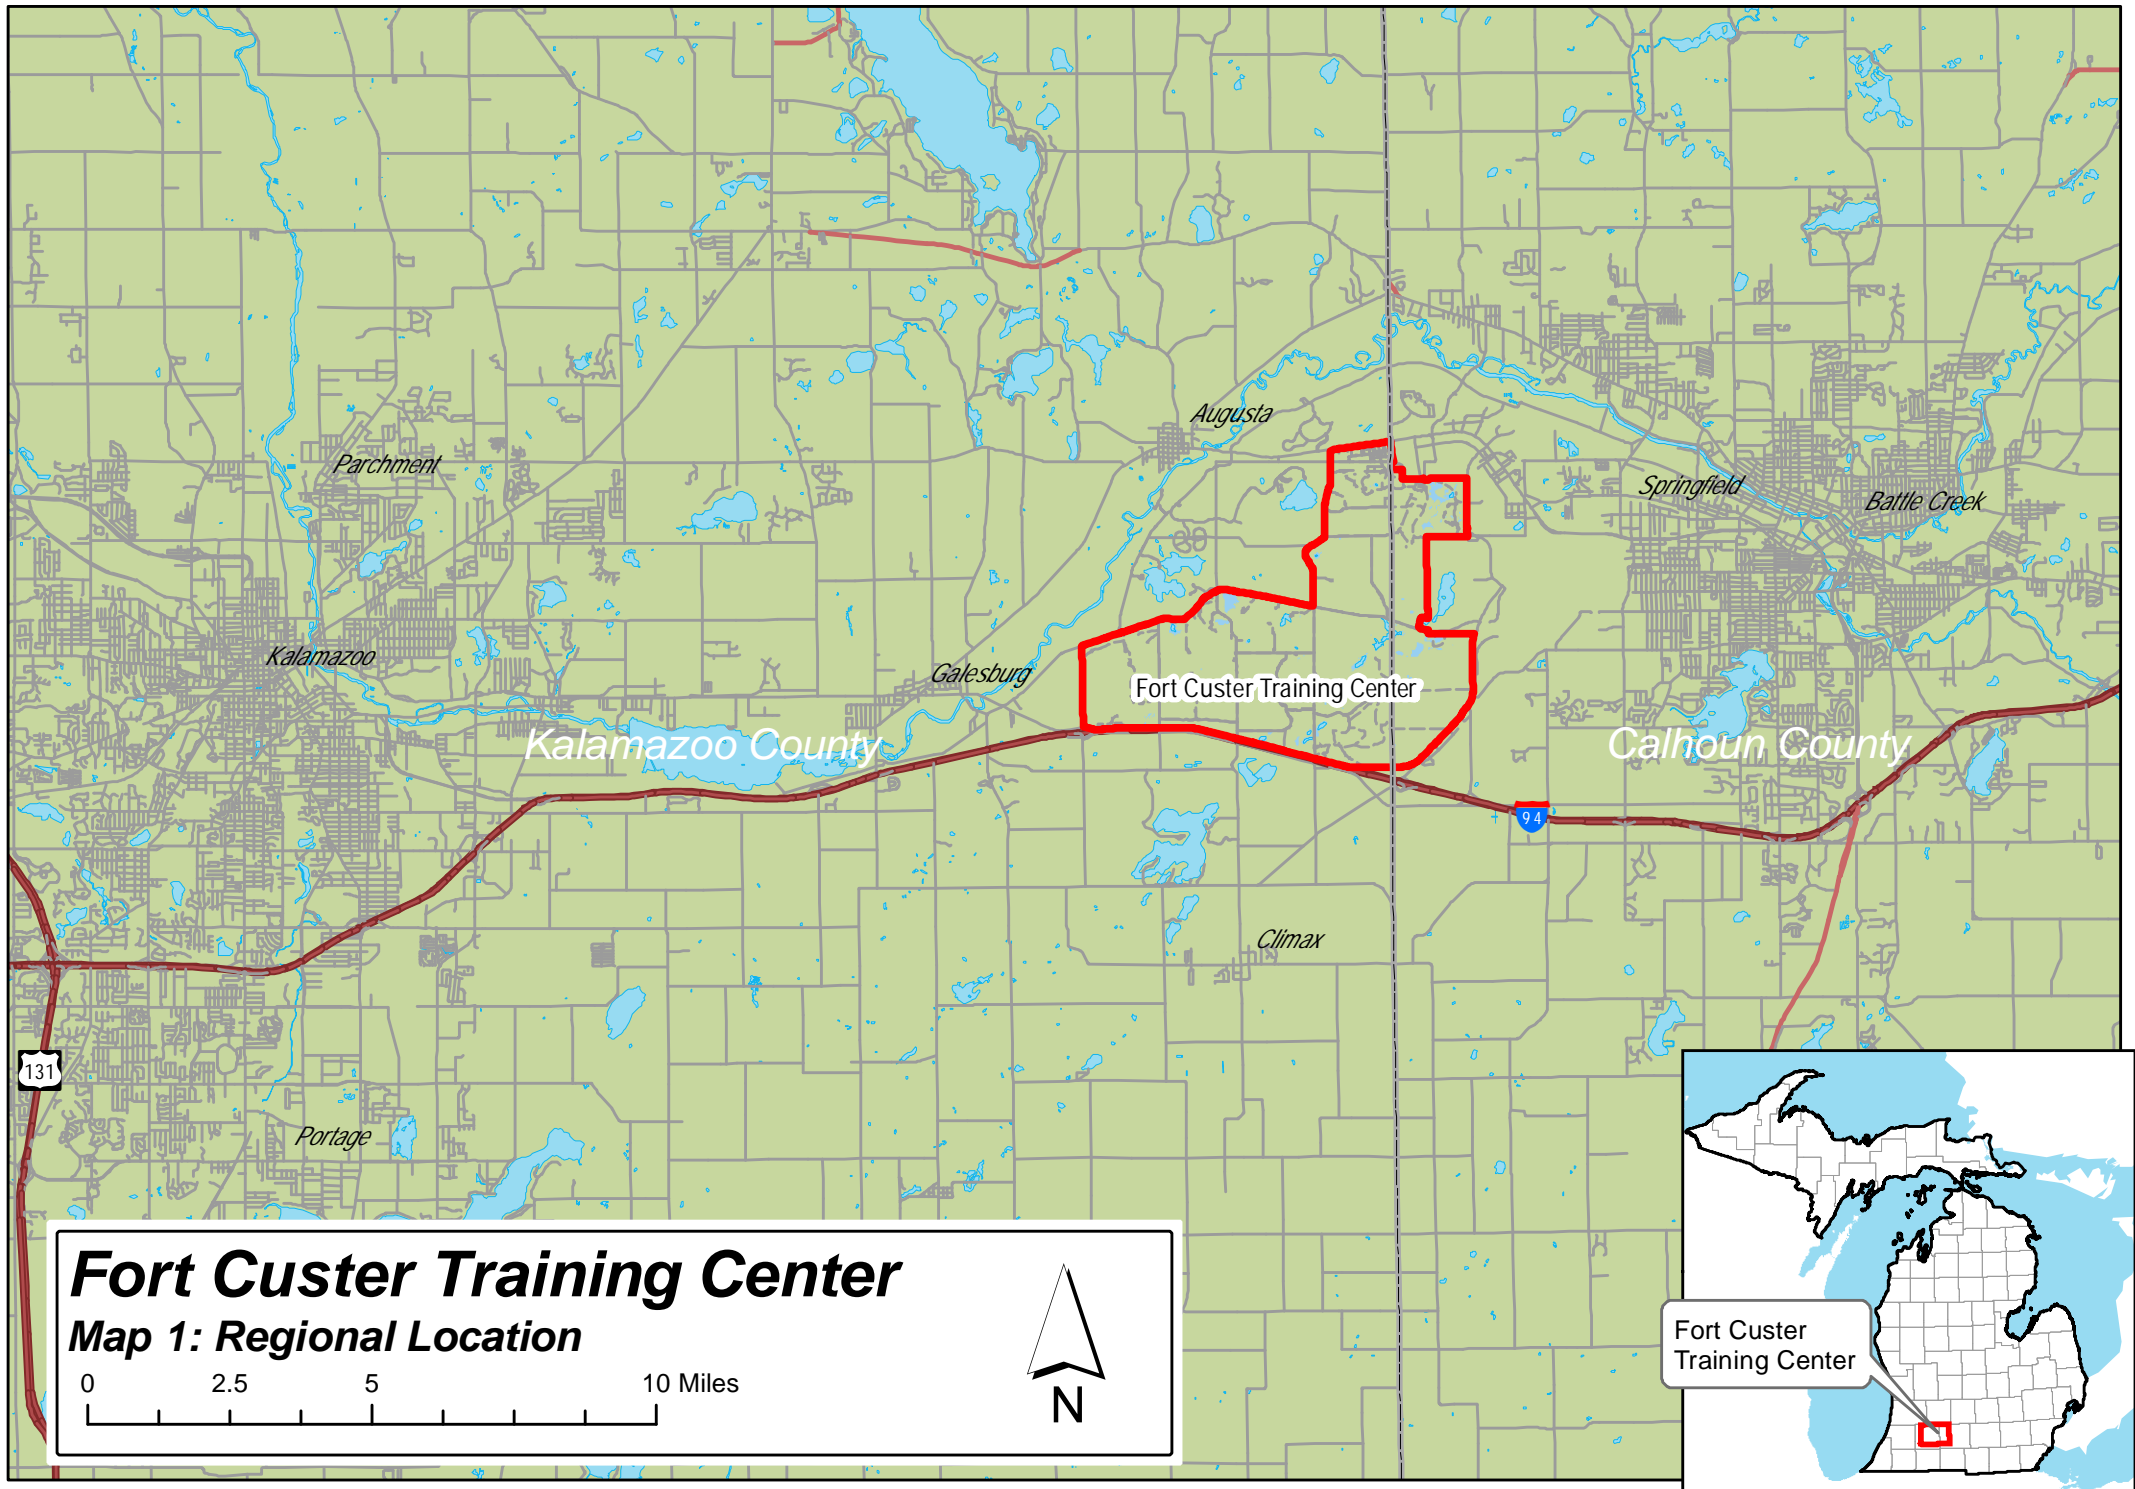 Augusta
Parchment
Springfield
Battle Creek
Kalamazoo
Galesburg
Fort Custer Training Center
Kalamazoo County
Calhoun County
94
Climax
131
Portage
Fort Custer Training Center
Map 1: Regional Location
0 2.5 5 10 Miles
N
Fort Custer
Training Center